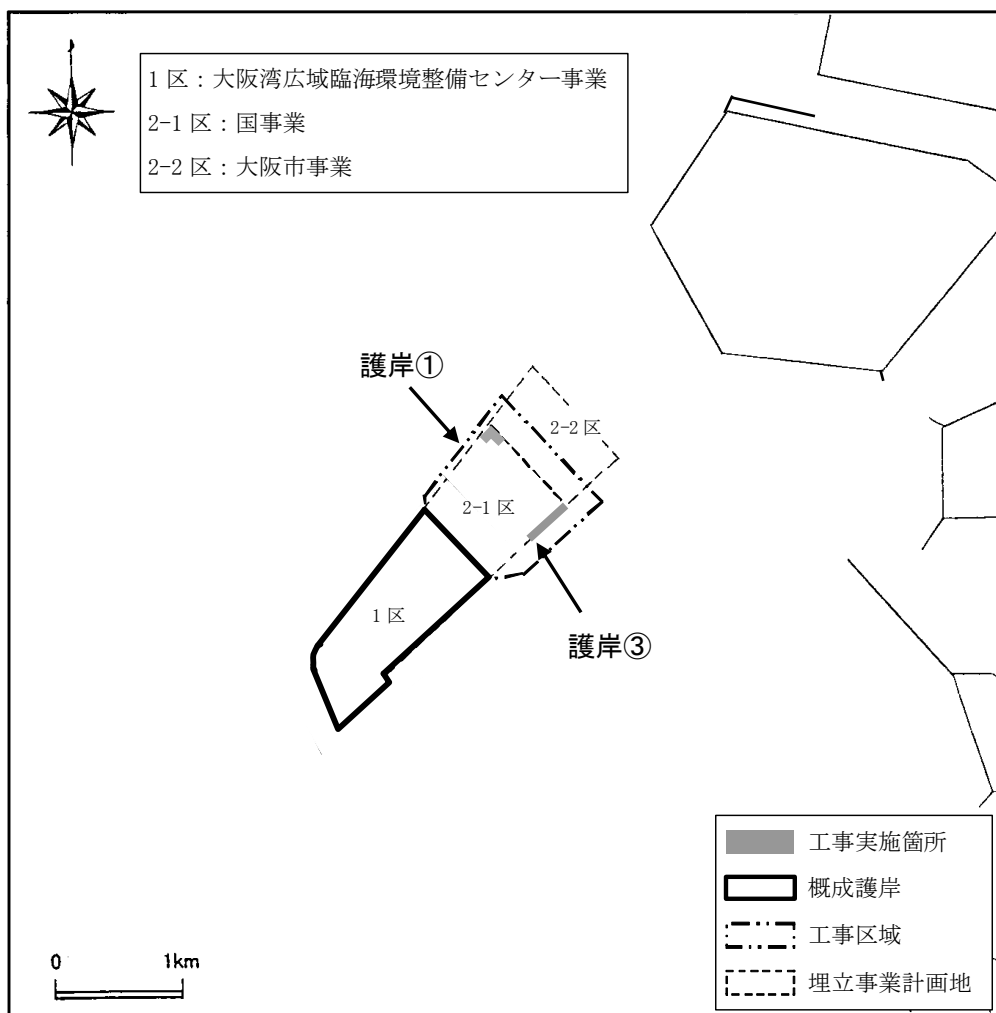 1 区：大阪湾広域臨海環境整備センター事業
2-1 区：国事業
2-2 区：大阪市事業
護岸①
2-2 区
2-1 区
1 区
護岸③
工事実施箇所
概成護岸
工事区域
埋立事業計画地
0 1km